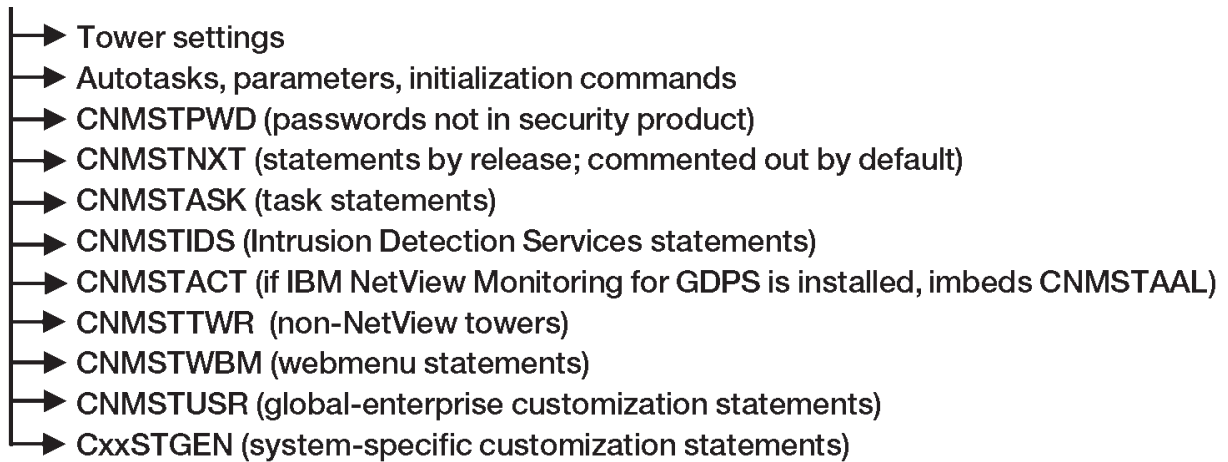 Tower settings
Autotasks, parameters, initialization commands
CNMSTPWD (passwords not in security product)
CNMSTNXT (statements by release; commented out by default)
CNMSTASK (task statements)
CNMSTIDS (Intrusion Detection Services statements)
CNMSTACT (if IBM NetView Monitoring for GDPS is installed, imbeds CNMSTAAL)
CNMSTTWR (non-NetView towers)
CNMSTWBM (webmenu statements)
CNMSTUSR (global-enterprise customization statements)
CxxSTGEN (system-specific customization statements)